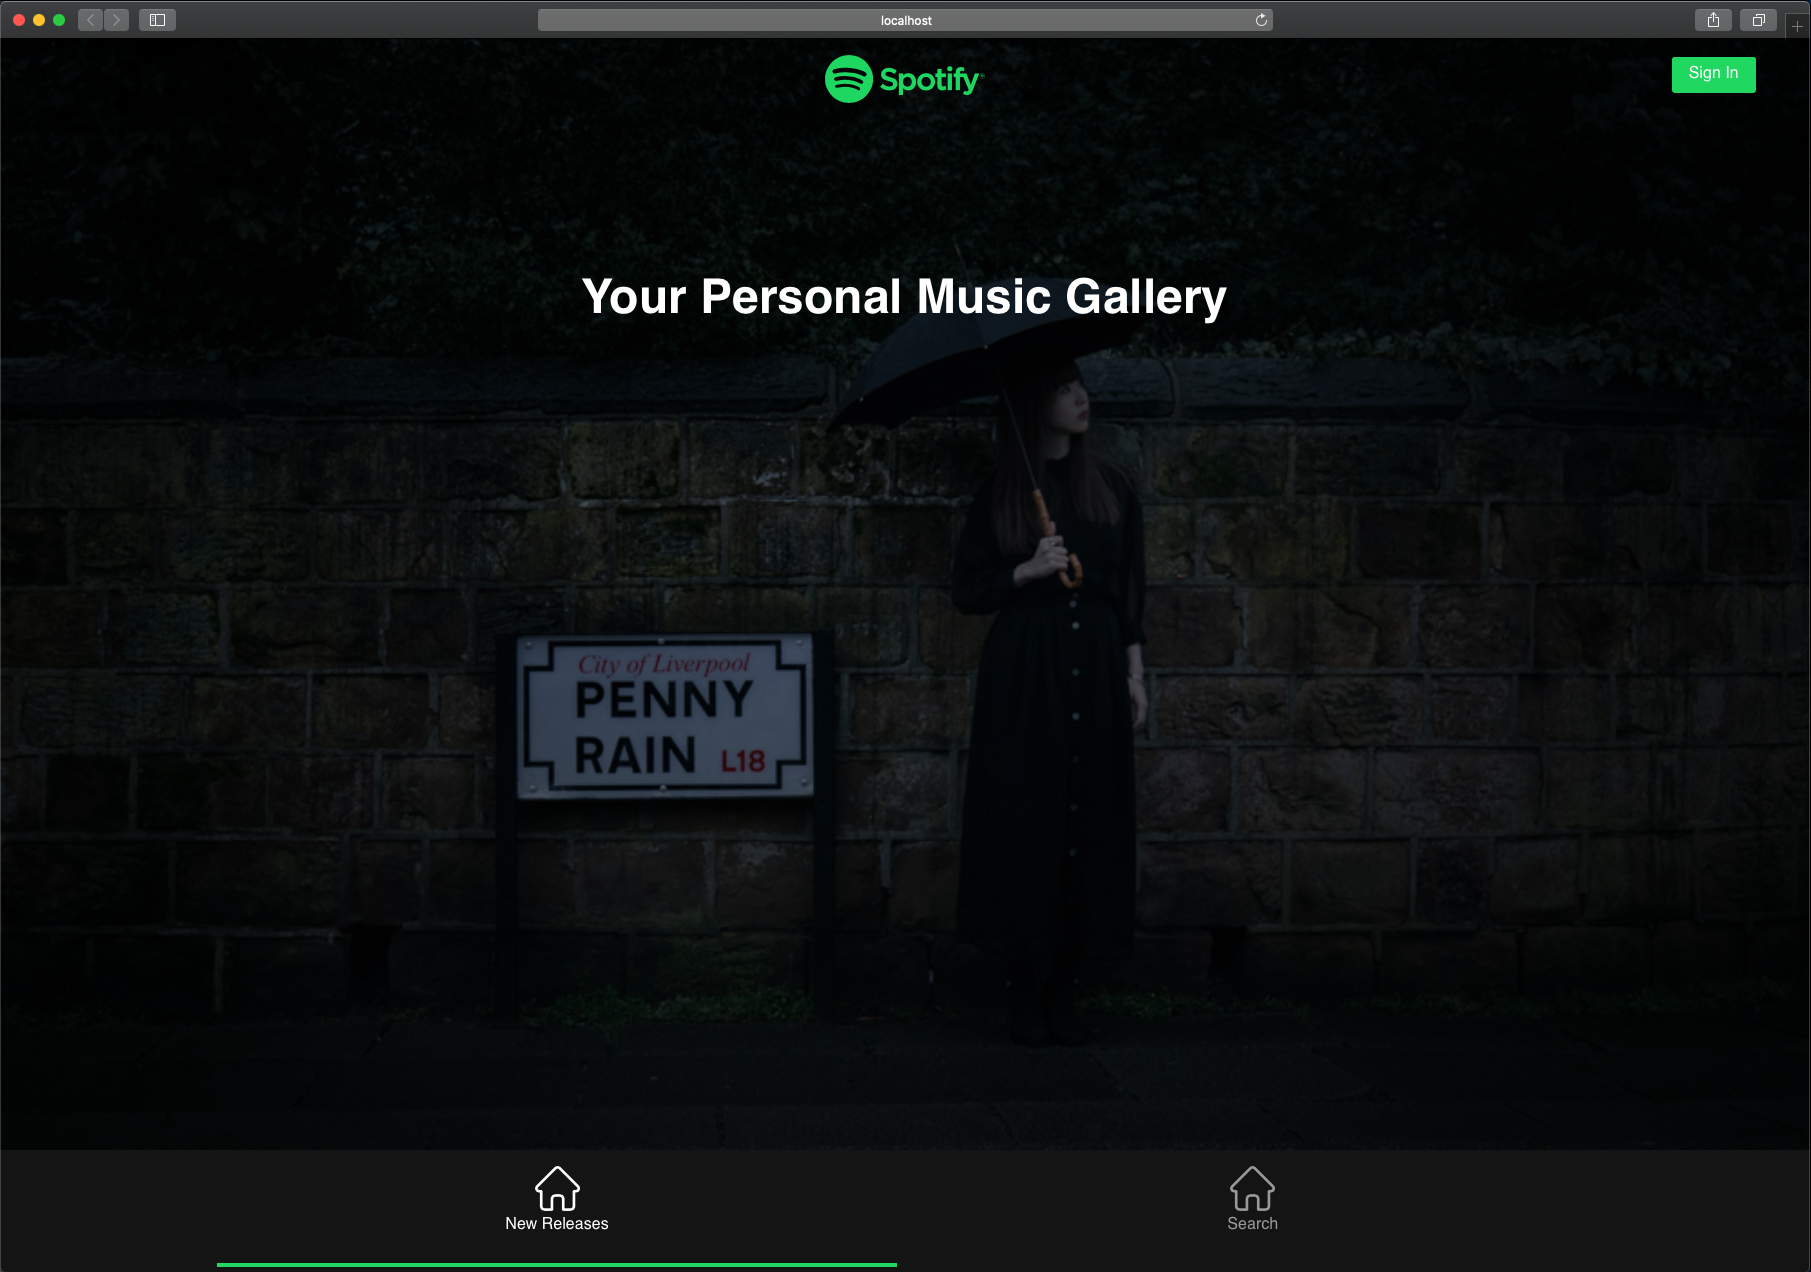 localhost
Spotify
Sign In
Your Personal Music Gallery
City of Liverpool
PENNY
RAIN L18
New Releases
Search